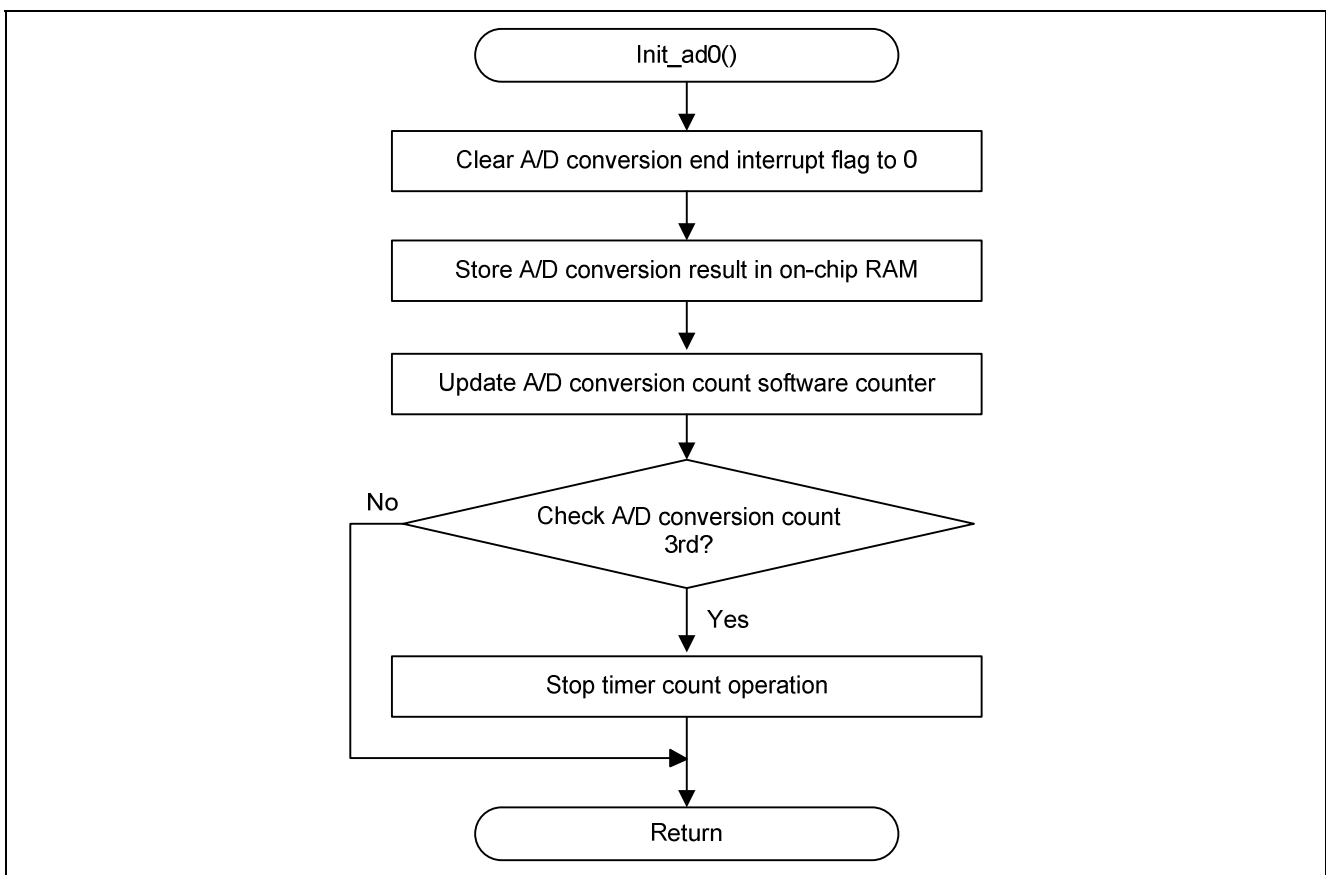 Init_ad0()
Clear A/D conversion end interrupt flag to 0
Store A/D conversion result in on-chip RAM
Update A/D conversion count software counter
No
Check A/D conversion count
3rd?
Yes
Stop timer count operation
Return